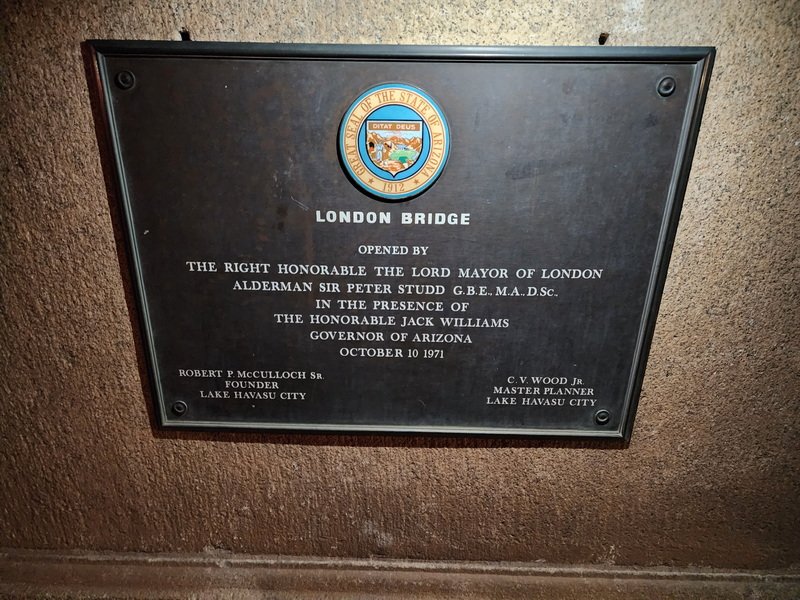 GREAT SEAL OF THE STATE OF ARIZONA
DITAT DEUS
1912
LONDON BRIDGE
OPENED BY
THE RIGHT HONORABLE THE LORD MAYOR OF LONDON
ALDERMAN SIR PETER STUDD G.B.E., M.A., D.SC.,
IN THE PRESENCE OF
THE HONORABLE JACK WILLIAMS
GOVERNOR OF ARIZONA
OCTOBER 10 1971
ROBERT P. MCCULLOCH SR.
FOUNDER
LAKE HAVASU CITY
C. V. WOOD JR.
MASTER PLANNER
LAKE HAVASU CITY